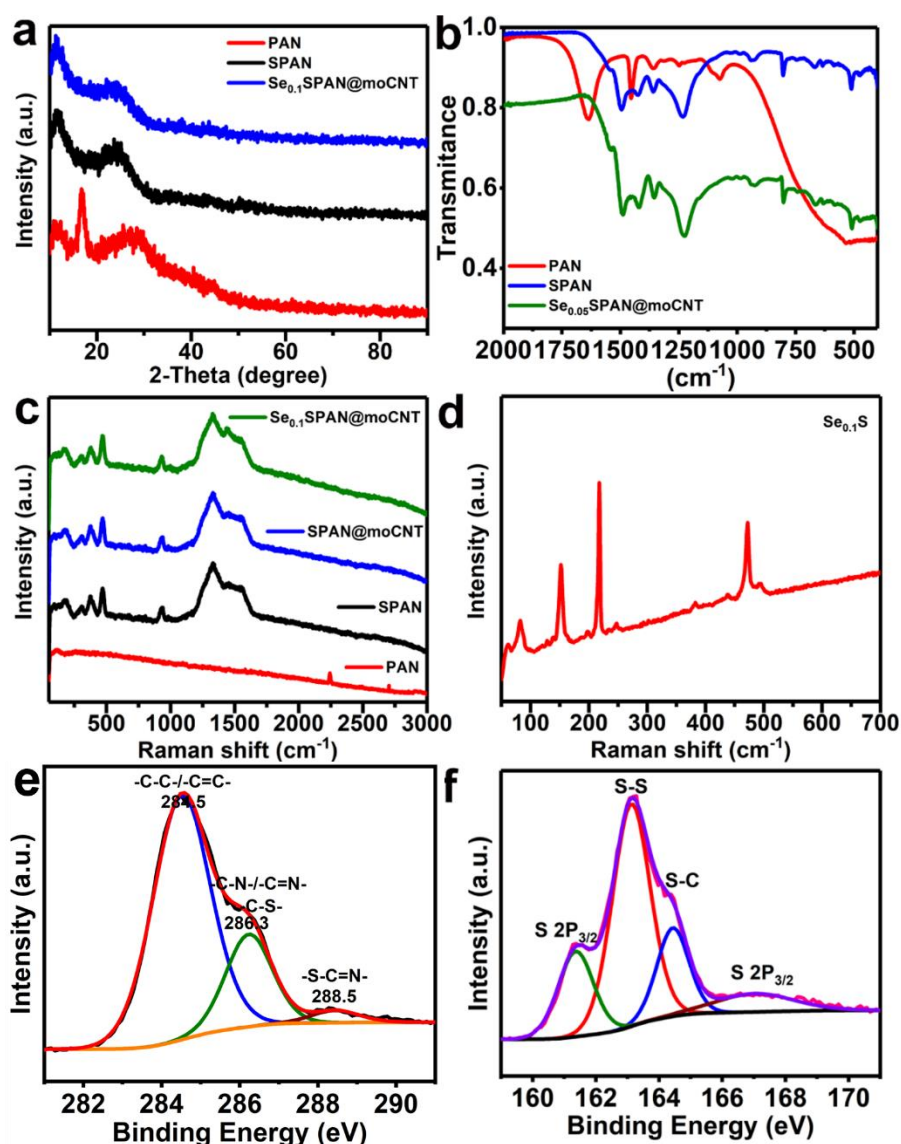 a
PAN
SPAN
Se0.1SPAN@moCNT
Intensity (a.u.)
20 40 60 80
2-Theta (degree)
b
1.0
0.8
0.6
0.4
Transmitance
PAN
SPAN
Se0.05SPAN@moCNT
2000 1750 1500 1250 1000 750 500
(cm-1)
c
Se0.1SPAN@moCNT
SPAN@moCNT
SPAN
PAN
Intensity (a.u.)
500 1000 1500 2000 2500 3000
Raman shift (cm-1)
d
Se0.1S
Intensity (a.u.)
100 200 300 400 500 600 700
Raman shift (cm-1)
e
-C-C-/-C=C-
284.5
-C-N-/-C=N-
-C-S-
286.3
-S-C=N-
288.5
Intensity (a.u.)
282 284 286 288 290
Binding Energy (eV)
f
S-S
S-C
S 2P3/2
S 2P3/2
Intensity (a.u.)
160 162 164 166 168 170
Binding Energy (eV)